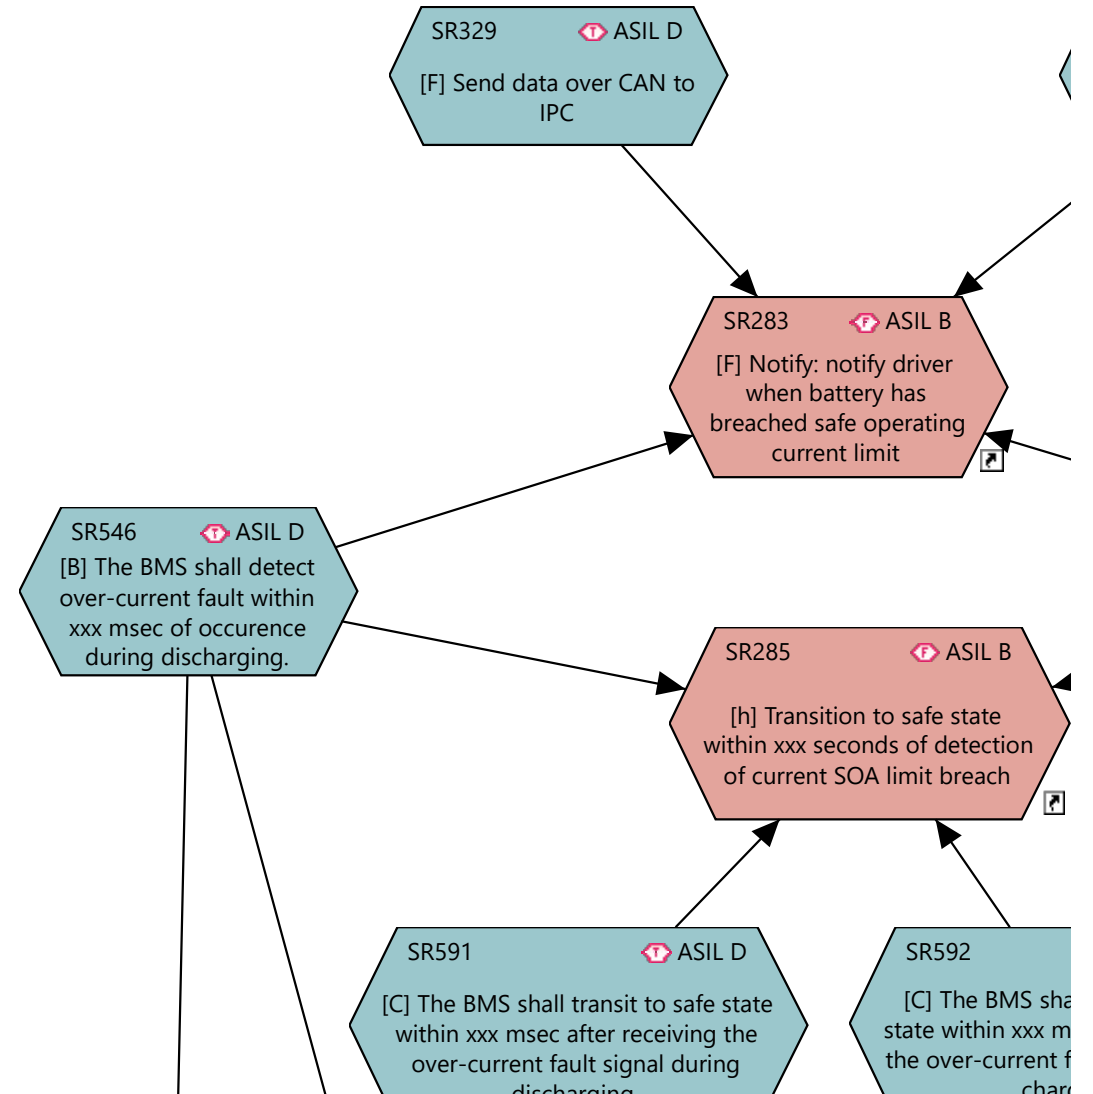 SR329 T ASIL D
[F] Send data over CAN to
IPC
SR283 F ASIL B
[F] Notify: notify driver
when battery has
breached safe operating
current limit
SR546 T ASIL D
[B] The BMS shall detect
over-current fault within
xxx msec of occurence
during discharging.
SR285 F ASIL B
[h] Transition to safe state
within xxx seconds of detection
of current SOA limit breach
SR591 T ASIL D
[C] The BMS shall transit to safe state
within xxx msec after receiving the
over-current fault signal during
discharging
SR592
[C] The BMS sha
state within xxx m
the over-current f